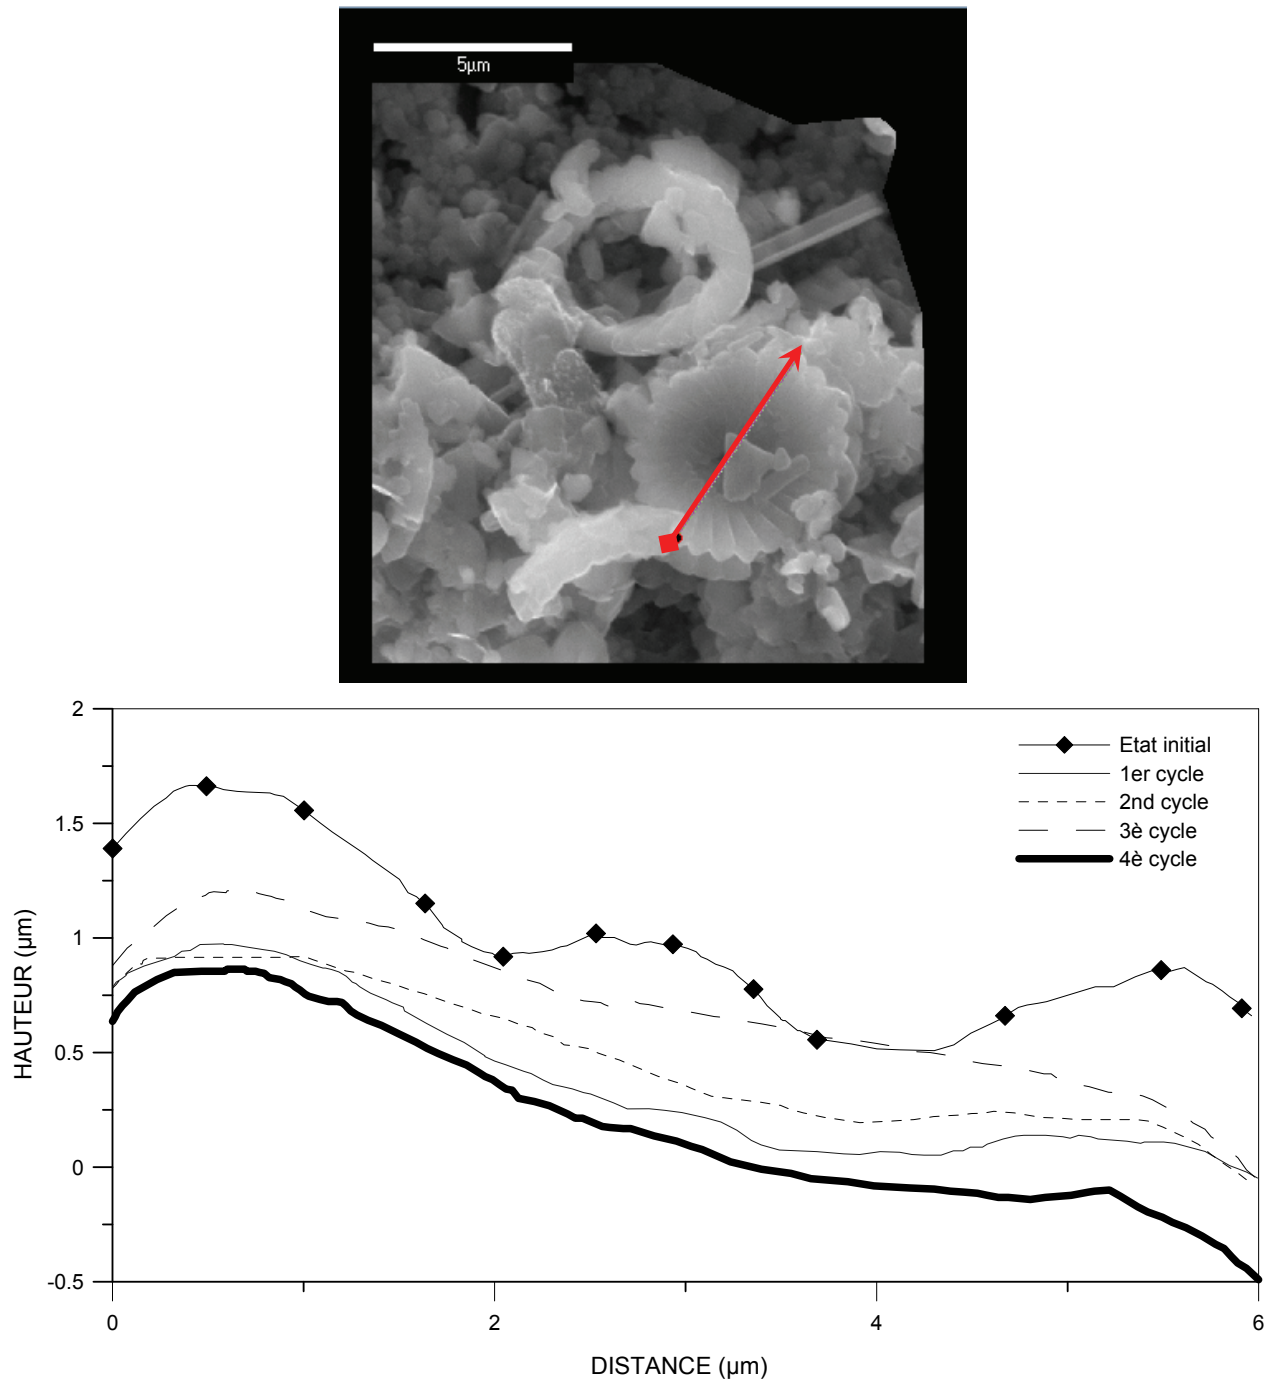 5µm
2
1.5
1
0.5
0
-0.5
HAUTEUR (µm)
Etat initial
1er cycle
2nd cycle
3è cycle
4è cycle
0
2
4
6
DISTANCE (µm)